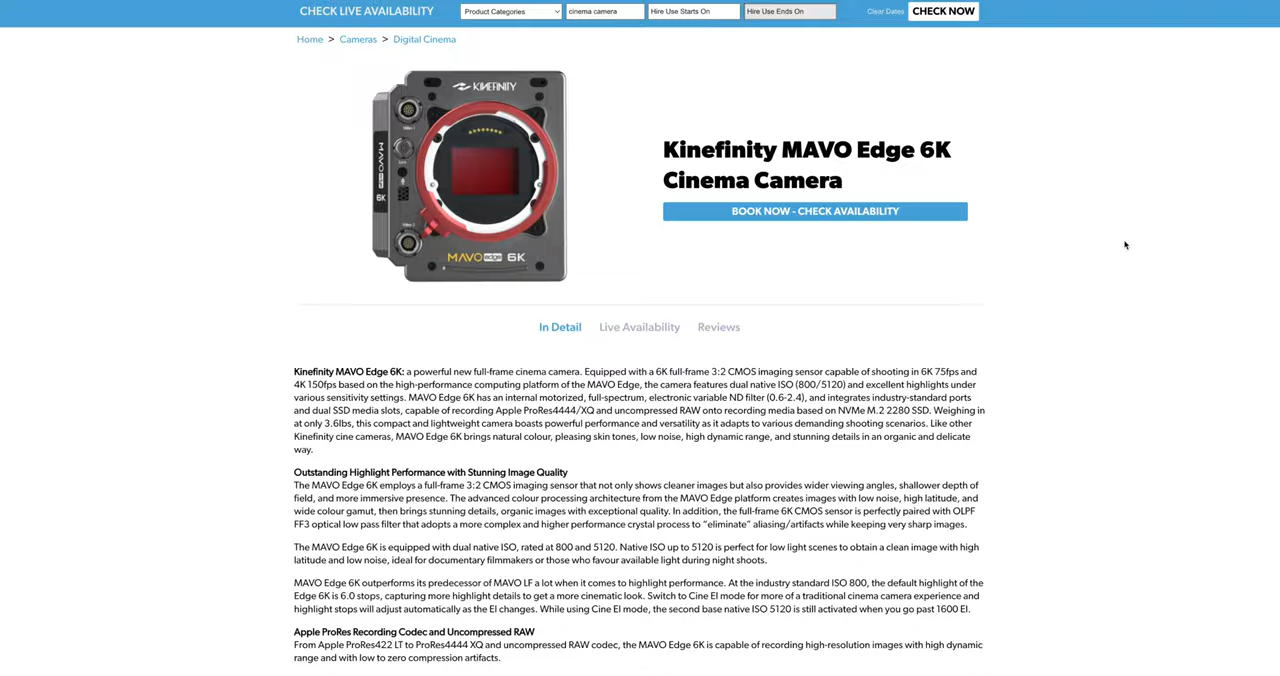 CHECK LIVE AVAILABILITY Product Categories cinema camera Hire Use Starts On Hire Use Ends On Clear Dates CHECK NOW
Home > Cameras > Digital Cinema
KINEFINITY
MAVO edge 6K
Kinefinity MAVO Edge 6K
Cinema Camera
BOOK NOW - CHECK AVAILABILITY
In Detail Live Availability Reviews
Kinefinity MAVO Edge 6K: a powerful new full-frame cinema camera. Equipped with a 6K full-frame 3:2 CMOS imaging sensor capable of shooting in 6K 75fps and
4K 150fps based on the high-performance computing platform of the MAVO Edge, the camera features dual native ISO (800/5120) and excellent highlights under
various sensitivity settings. MAVO Edge 6K has an internal motorized, full-spectrum, electronic variable ND filter (0.6-2.4), and integrates industry-standard ports
and dual SSD media slots, capable of recording Apple ProRes4444/XQ and uncompressed RAW onto recording media based on NVMe M.2 2280 SSD. Weighing in
at only 3.6lbs, this compact and lightweight camera boasts powerful performance and versatility as it adapts to various demanding shooting scenarios. Like other
Kinefinity cine cameras, MAVO Edge 6K brings natural colour, pleasing skin tones, low noise, high dynamic range, and stunning details in an organic and delicate
way.
Outstanding Highlight Performance with Stunning Image Quality
The MAVO Edge 6K employs a full-frame 3:2 CMOS imaging sensor that not only shows cleaner images but also provides wider viewing angles, shallower depth of
field, and more immersive presence. The advanced colour processing architecture from the MAVO Edge platform creates images with low noise, high latitude, and
wide colour gamut, then brings stunning details, organic images with exceptional quality. In addition, the full-frame 6K CMOS sensor is perfectly paired with OLPF
FF3 optical low pass filter that adopts a more complex and higher performance crystal process to “eliminate” aliasing/artifacts while keeping very sharp images.
The MAVO Edge 6K is equipped with dual native ISO, rated at 800 and 5120. Native ISO up to 5120 is perfect for low light scenes to obtain a clean image with high
latitude and low noise, ideal for documentary filmmakers or those who favour available light during night shoots.
MAVO Edge 6K outperforms its predecessor of MAVO LF a lot when it comes to highlight performance. At the industry standard ISO 800, the default highlight of the
Edge 6K is 6.0 stops, capturing more highlight details to get a more cinematic look. Switch to Cine EI mode for more of a traditional cinema camera experience and
highlight stops will adjust automatically as the EI changes. While using Cine EI mode, the second base native ISO 5120 is still activated when you go past 1600 EI.
Apple ProRes Recording Codec and Uncompressed RAW
From Apple ProRes422 LT to ProRes4444 XQ and uncompressed RAW codec, the MAVO Edge 6K is capable of recording high-resolution images with high dynamic
range and with low to zero compression artifacts.